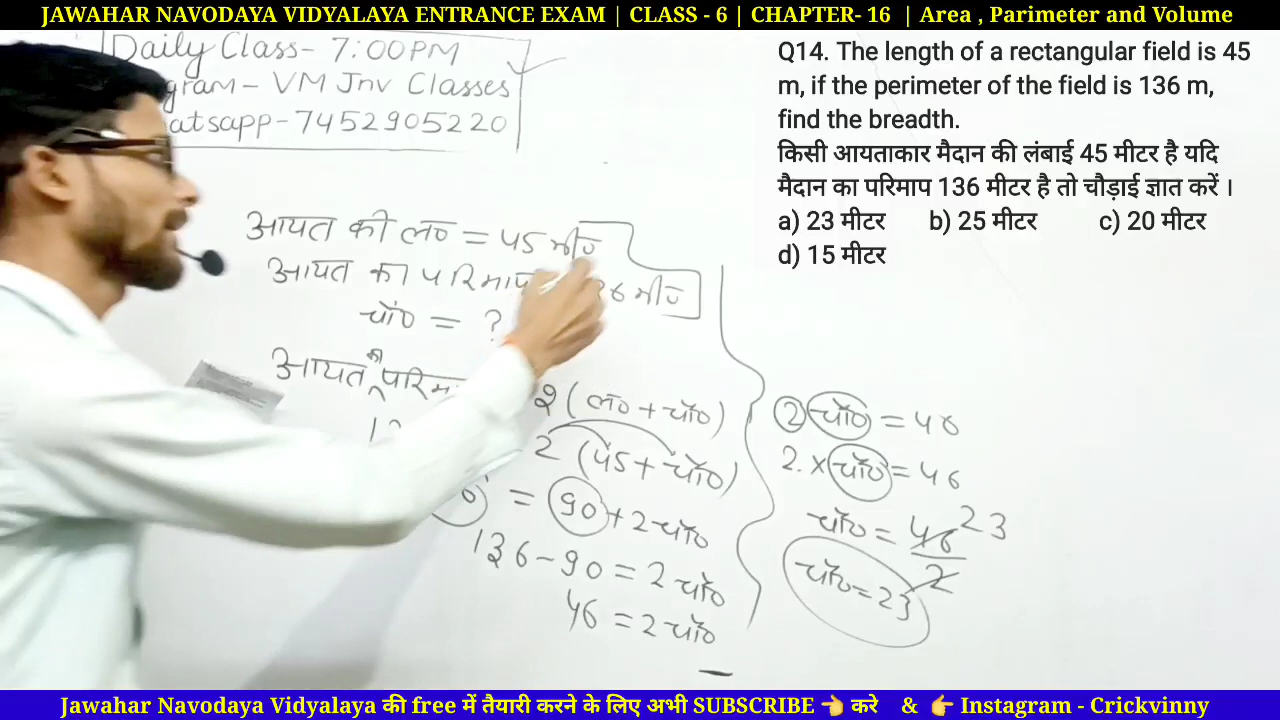 JAWAHAR NAVODAYA VIDYALAYA ENTRANCE EXAM | CLASS - 6 | CHAPTER- 16 | Area , Parimeter and Volume
Daily Class- 7:00PM
gram- VM Jnv Classes
atsapp-7452905220
Q14. The length of a rectangular field is 45
m, if the perimeter of the field is 136 m,
find the breadth.
किसी आयताकार मैदान की लंबाई 45 मीटर है यदि
मैदान का परिमाप 136 मीटर है तो चौड़ाई ज्ञात करें ।
a) 23 मीटर b) 25 मीटर c) 20 मीटर
d) 15 मीटर
आयत की ल० = 45 मी०
आयत का परिमाप 36 मी०
चौ० = ?
आयत का परिमा 2 (ल० + चौ०)
13 2 (45 + चौ०)
= 90 + 2 चौ०
136 - 90 = 2 चौ०
46 = 2 चौ०
2 चौ० = 46
2. x चौ० = 46
चौ० = 46 23
2
चौ० = 23
Jawahar Navodaya Vidyalaya की free में तैयारी करने के लिए अभी SUBSCRIBE 👈 करे & 👉 Instagram - Crickvinny